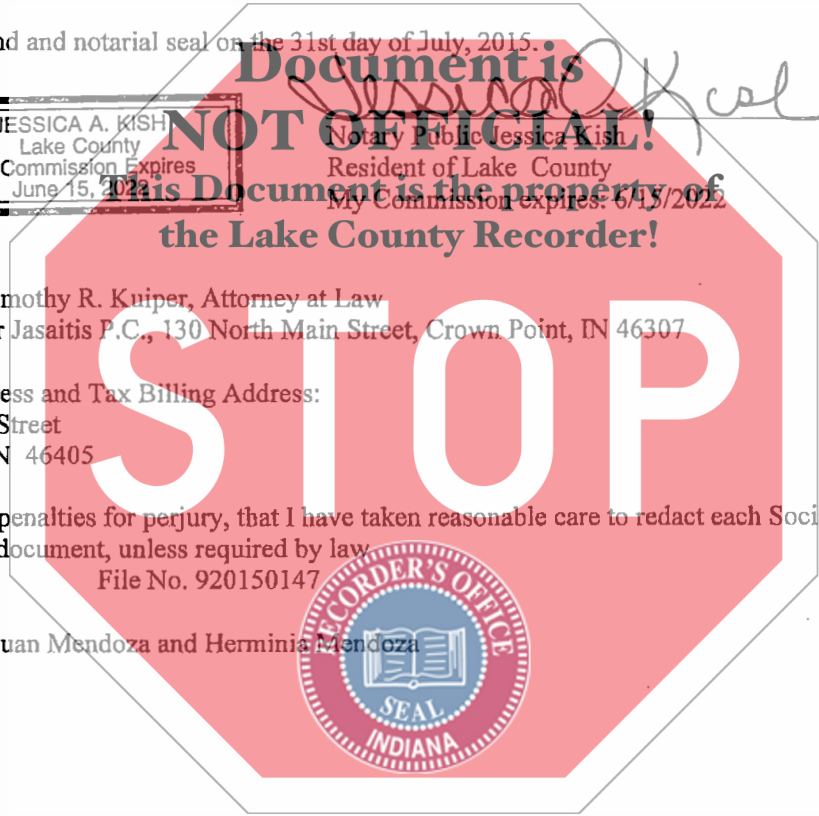 nd and notarial seal on the 31st day of July, 2015.
Document is
Jessica A. Kish
JESSICA A. KISH
NOT OFFICIAL!
Lake County
Notary Public Jessica Kish
Commission Expires
Resident of Lake County
June 15, 2022
This Document is the property of
My Commission expires: 6/15/2022
the Lake County Recorder!
mothy R. Kuiper, Attorney at Law
r Jasaitis P.C., 130 North Main Street, Crown Point, IN 46307
STOP
ess and Tax Billing Address:
Street
N 46405
penalties for perjury, that I have taken reasonable care to redact each Soci
document, unless required by law
File No. 920150147
uan Mendoza and Herminia Mendoza
RECORDER'S OFFICE
SEAL
INDIANA